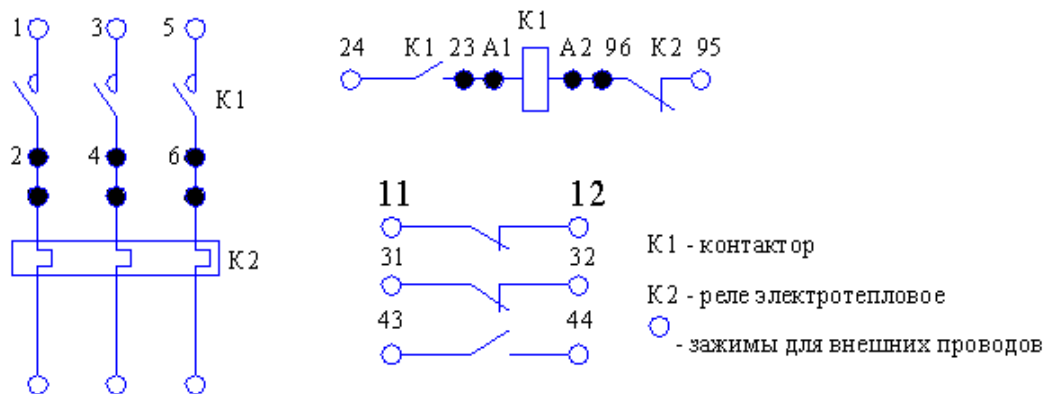 1 3 5
K1
24 K1 23 A1 A2 96 K2 95
K1
2 4 6
11 12
K2
31 32
43 44
K1 - контактор
K2 - реле электротепловое
- зажимы для внешних проводов